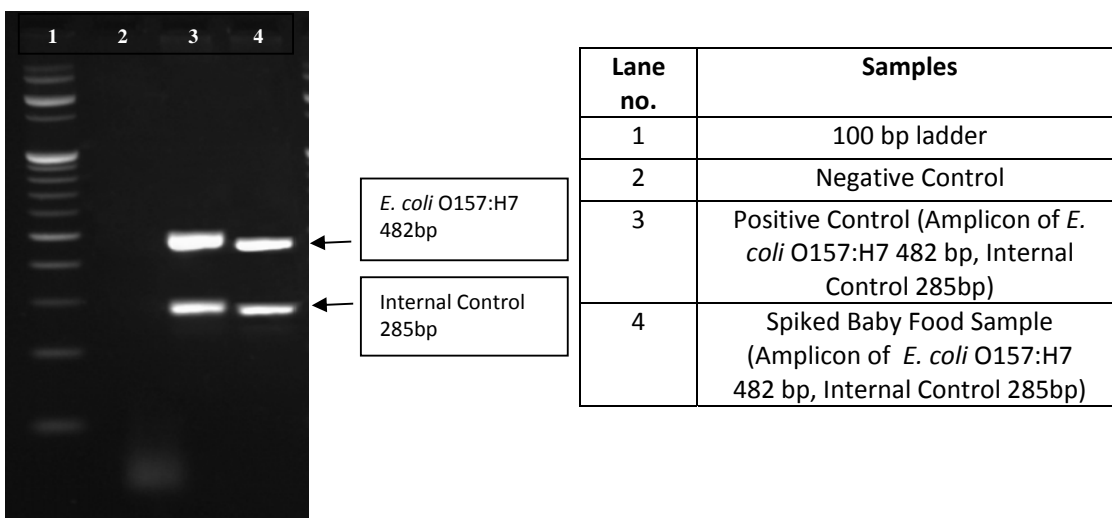 1 2 3 4
E. coli O157:H7
482bp
Internal Control
285bp
Lane
no.
Samples
1
100 bp ladder
2
Negative Control
3
Positive Control (Amplicon of E.
coli O157:H7 482 bp, Internal
Control 285bp)
4
Spiked Baby Food Sample
(Amplicon of E. coli O157:H7
482 bp, Internal Control 285bp)